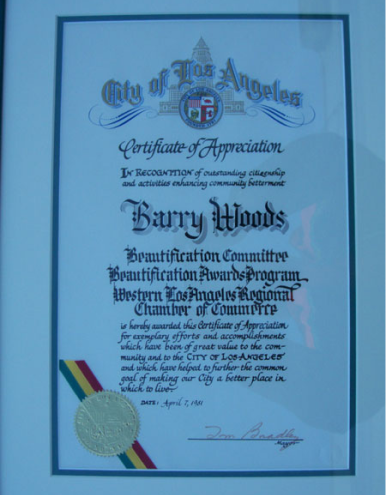 City of Los Angeles
Certificate of Appreciation
IN RECOGNITION of outstanding citizenship
and activities enhancing community betterment
Barry Woods
Beautification Committee
Beautification Awards Program
Western Los Angeles Regional
Chamber of Commerce
is hereby awarded this Certificate of Appreciation
for exemplary efforts and accomplishments
which have been of great value to the com-
munity and to the CITY OF LOS ANGELES
and which have helped to further the common
goal of making our City a better place in
which to live.
DATE: April 7, 1981
Tom Bradley
Mayor